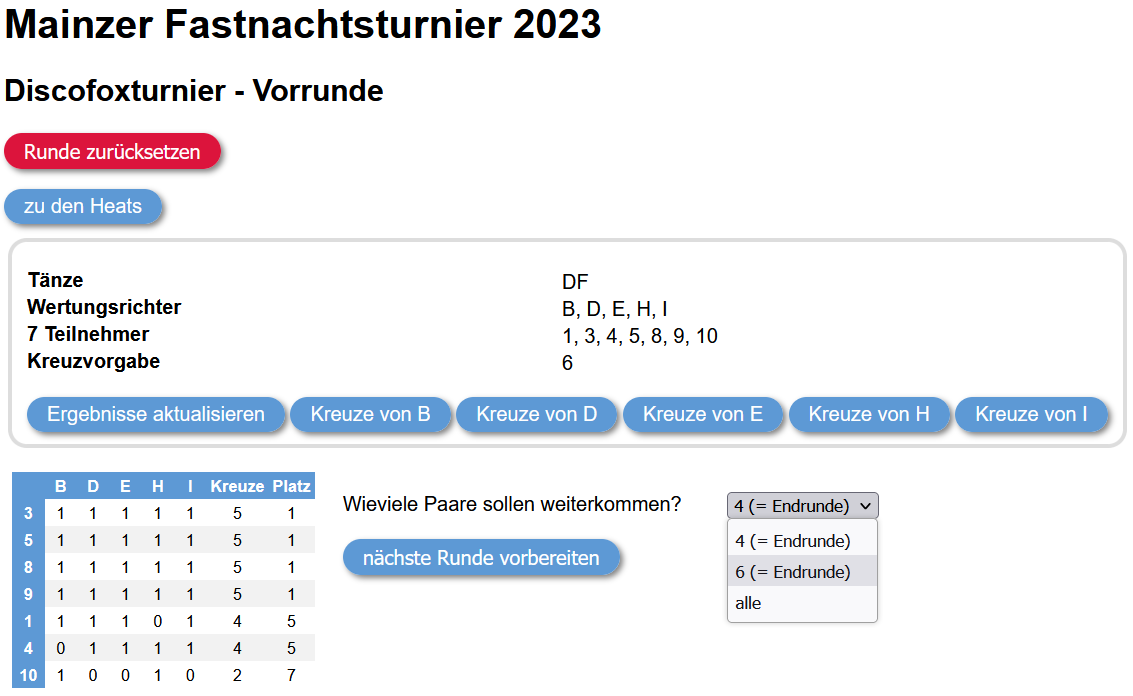 Mainzer Fastnachtsturnier 2023
Discofoxturnier - Vorrunde
Runde zurücksetzen
zu den Heats
Tänze DF
Wertungsrichter B, D, E, H, I
7 Teilnehmer 1, 3, 4, 5, 8, 9, 10
Kreuzvorgabe 6
Ergebnisse aktualisieren Kreuze von B Kreuze von D Kreuze von E Kreuze von H Kreuze von I
B D E H I Kreuze Platz
3 1 1 1 1 1 5 1
5 1 1 1 1 1 5 1
8 1 1 1 1 1 5 1
9 1 1 1 1 1 5 1
1 1 1 1 0 1 4 5
4 0 1 1 1 1 4 5
10 1 0 0 1 0 2 7
Wieviele Paare sollen weiterkommen? 4 (= Endrunde)
4 (= Endrunde)
6 (= Endrunde)
alle
nächste Runde vorbereiten